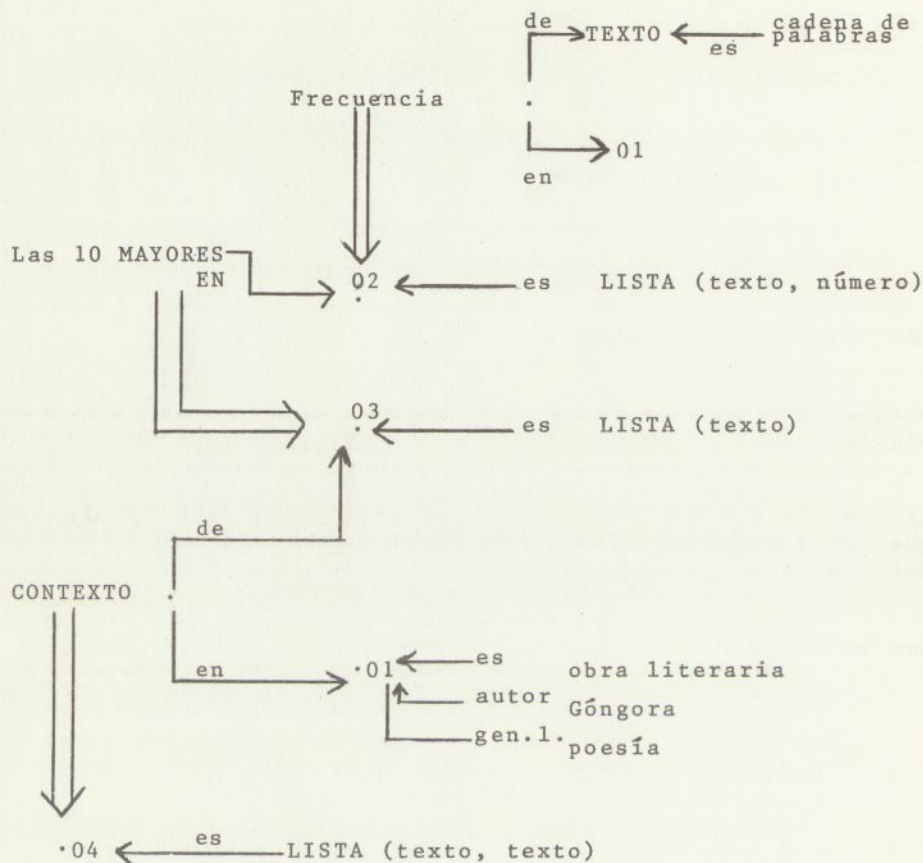 de TEXTO es cadena de
palabras
Frecuencia
.
01
en
Las 10 MAYORES
EN
02 es LISTA (texto, número)
.
03
. es LISTA (texto)
de
CONTEXTO .
en .01 es obra literaria
autor Góngora
gen.l. poesía
.04 es LISTA (texto, texto)